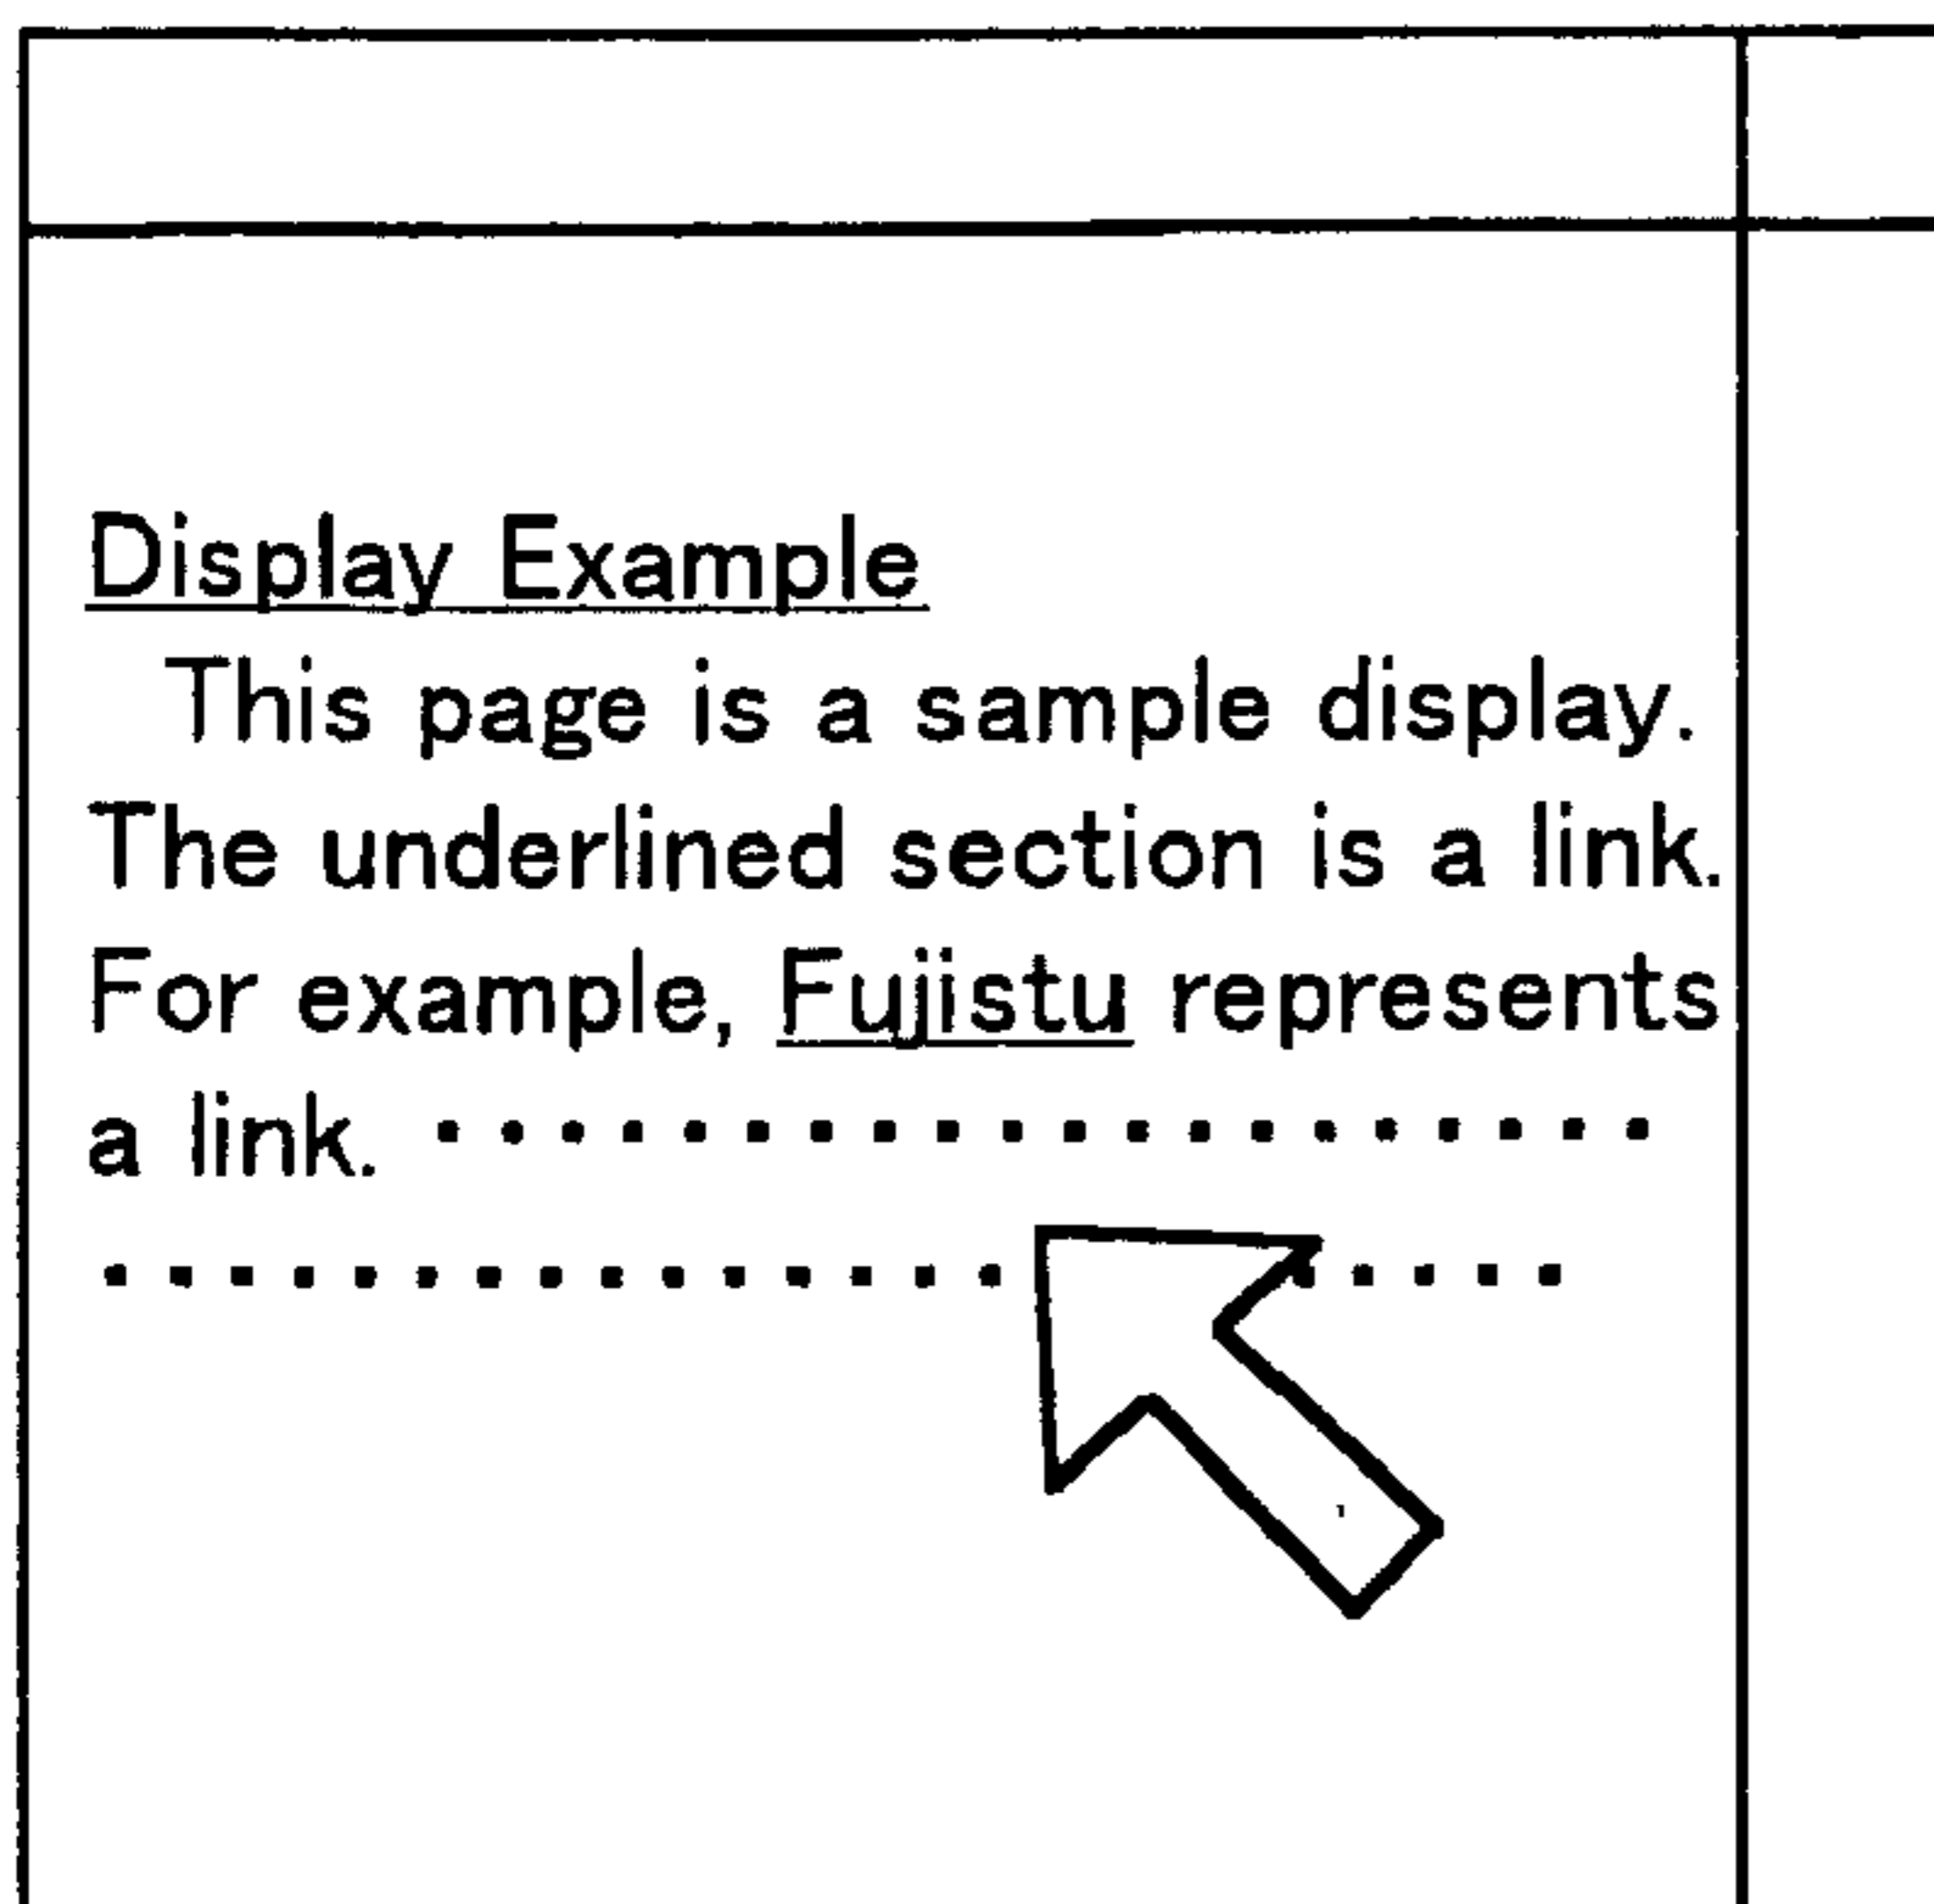 Display Example
This page is a sample display.
The underlined section is a link.
For example, Fujistu represents
a link. ····················
····················